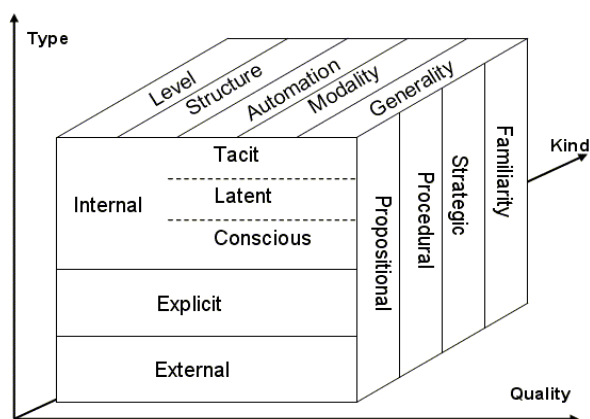 Type
Level
Structure
Automation
Modality
Generality
Kind
Tacit
Internal
Latent
Conscious
Explicit
External
Propositional
Procedural
Strategic
Familiarity
Quality